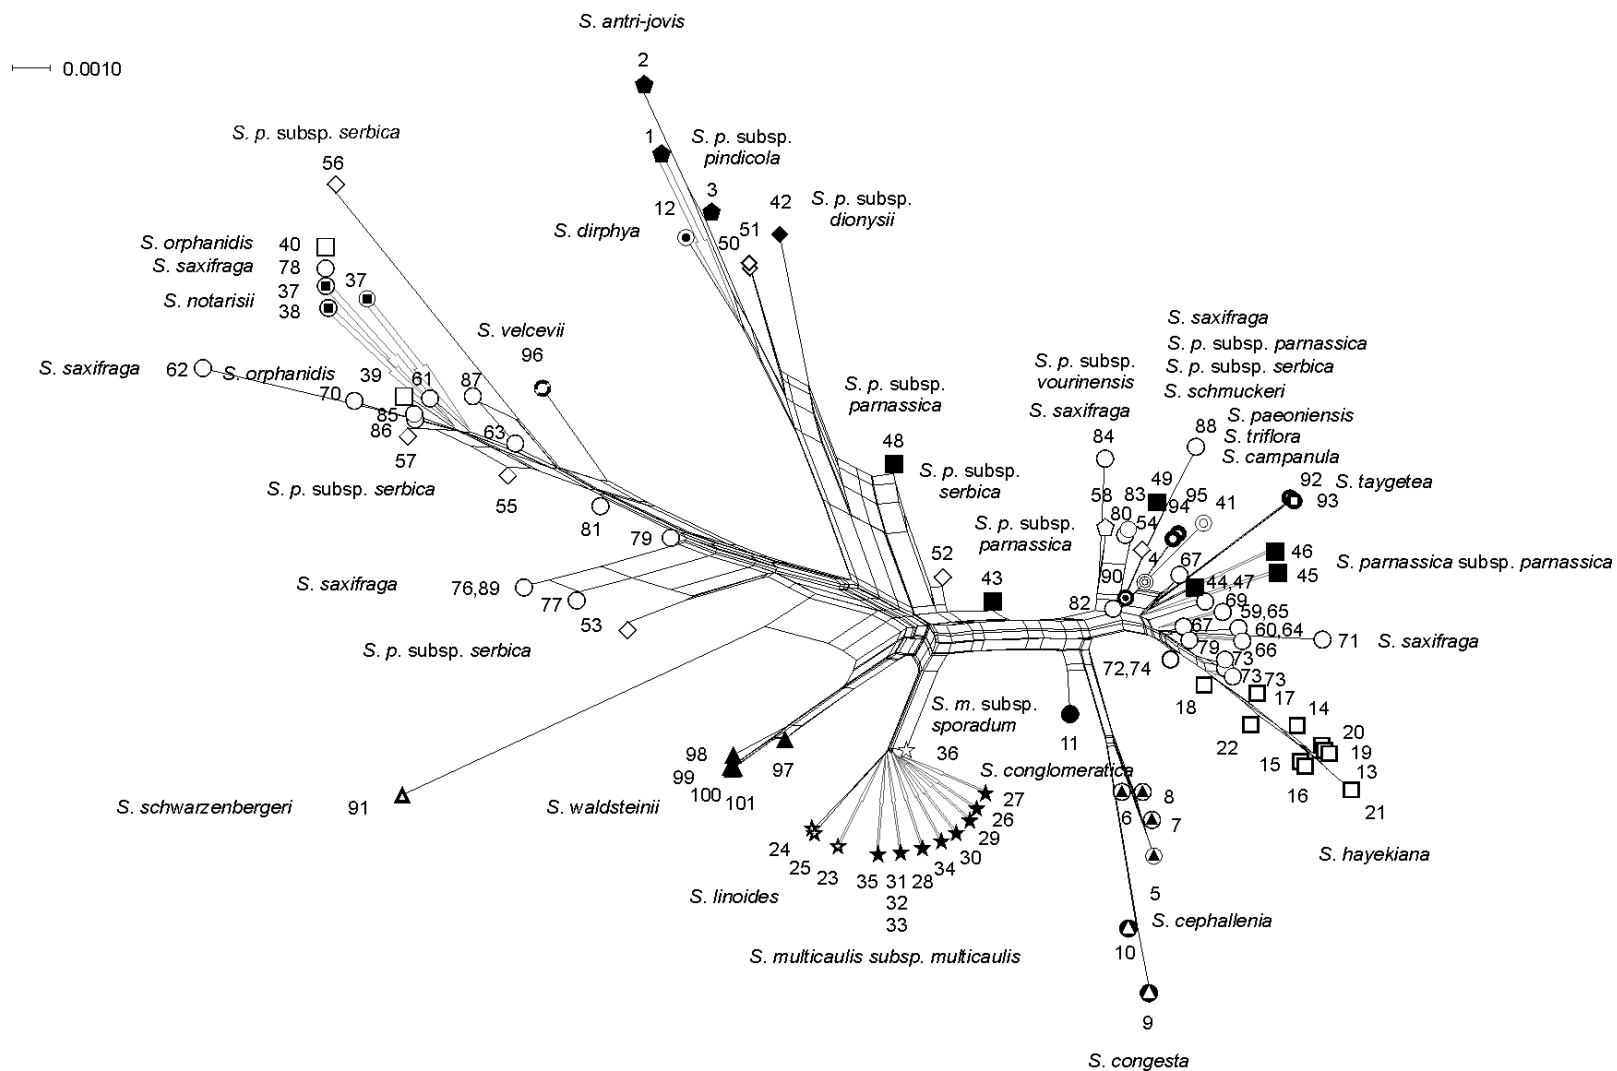 S. antri-jovis
2
0.0010
S. p. subsp. serbica
56
1
S. p. subsp.
pindicola
3
12
S. dirphya
42
S. p. subsp.
dionysii
51
50
S. orphanidis 40
S. saxifraga 78
37
37
S. notarisii
38
S. velcevii
96
S. saxifraga 62
S. orphanidis
39
61
87
70
85
86
63
57
S. p. subsp. serbica
55
81
79
S. saxifraga
76,89
77
53
S. p. subsp. serbica
S. p. subsp.
parnassica
48
S. p. subsp.
serbica
S. p. subsp.
parnassica
52
43
S. saxifraga
S. p. subsp. parnassica
S. p. subsp. serbica
S. schmuckeri
S. p. subsp.
vourinensis
S. saxifraga
84
S. paeoniensis
88
S. triflora
S. campanula
92
S. taygetea
93
58
83
49
95
80
54
94
41
4
67
46
S. parnassica subsp. parnassica
45
90
44,47
69
82
59,65
67
60,64
71
S. saxifraga
79
66
72,74
73
73
73
18
17
14
22
20
19
15
13
16
21
S. hayekiana
S. m. subsp.
sporadum
36
11
98
99
97
100
101
S. waldsteinii
S. schwarzenbergeri
91
S. conglomeratica
27
26
29
30
34
28
31
35
32
33
24
25
23
S. linoides
S. multicaulis subsp. multicaulis
6
8
7
5
S. cephallenia
10
9
S. congesta